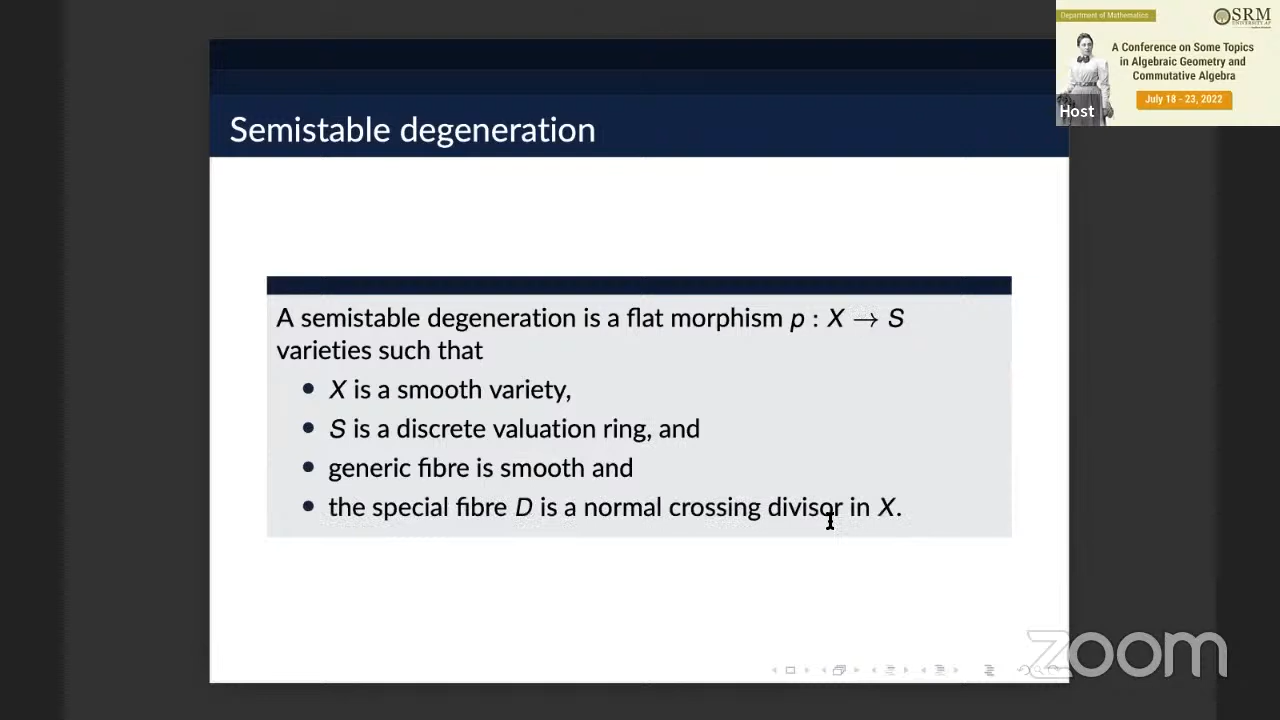 Department of Mathematics
SRM
UNIVERSITY AP
A Conference on Some Topics
in Algebraic Geometry and
Commutative Algebra
July 18 - 23, 2022
Host
Semistable degeneration
A semistable degeneration is a flat morphism p : X → S
varieties such that
• X is a smooth variety,
• S is a discrete valuation ring, and
• generic fibre is smooth and
• the special fibre D is a normal crossing divisor in X.
zoom